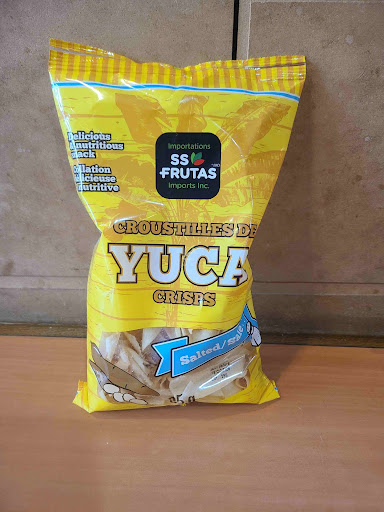 Delicious
nutritious
snack
Collation
délicieuse
nutritive
Importations
SS
FRUTAS
Imports inc.
CROUSTILLES DE
YUCA
CRISPS
Salted/
g